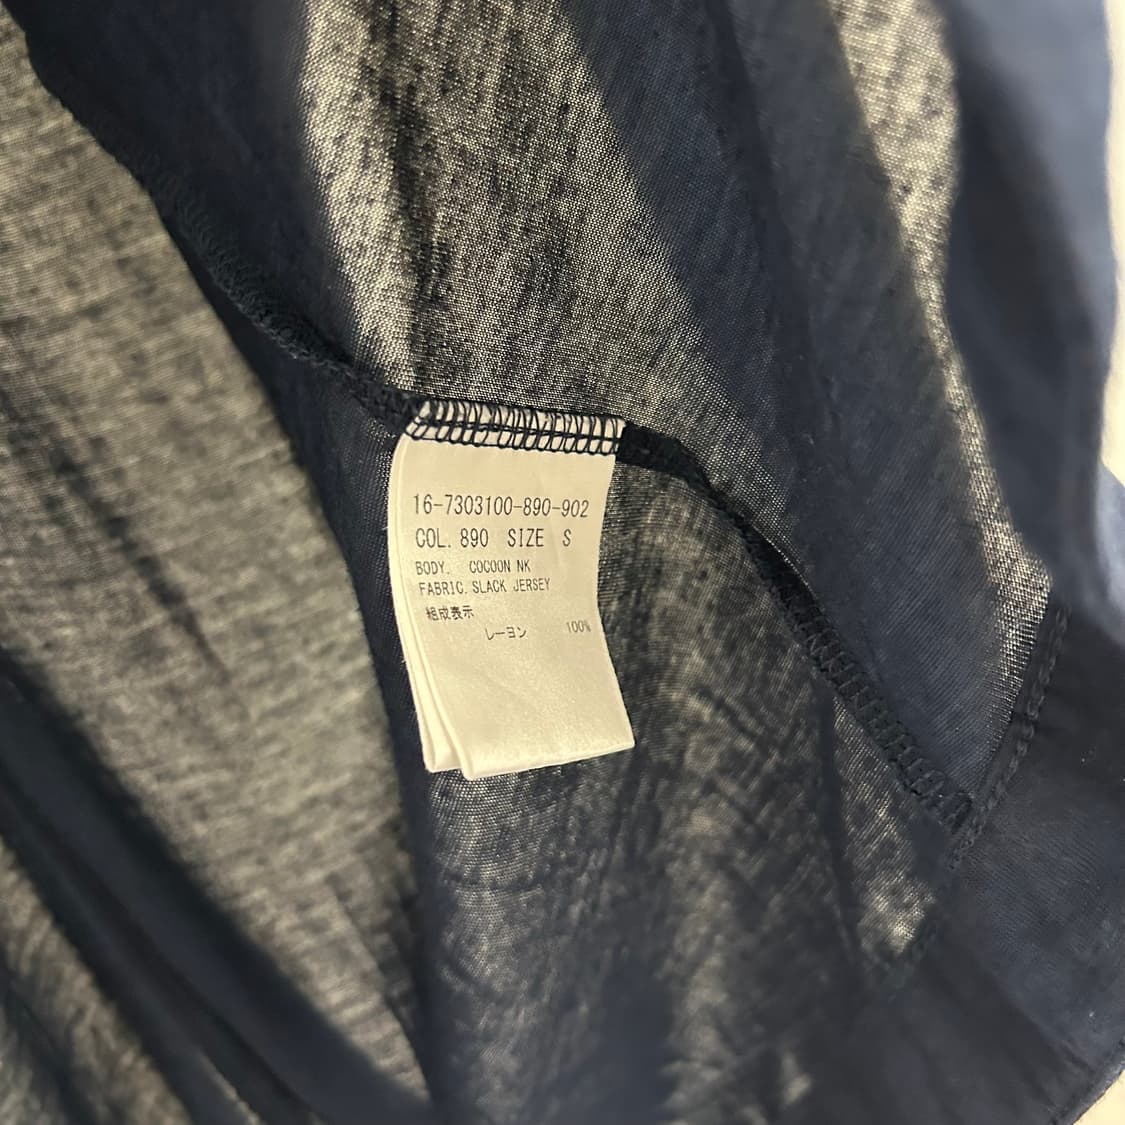 16-7303100-890-902
COL. 890 SIZE S
BODY. COCOON NK
FABRIC. SLACK JERSEY
組成表示
レーヨン 100%